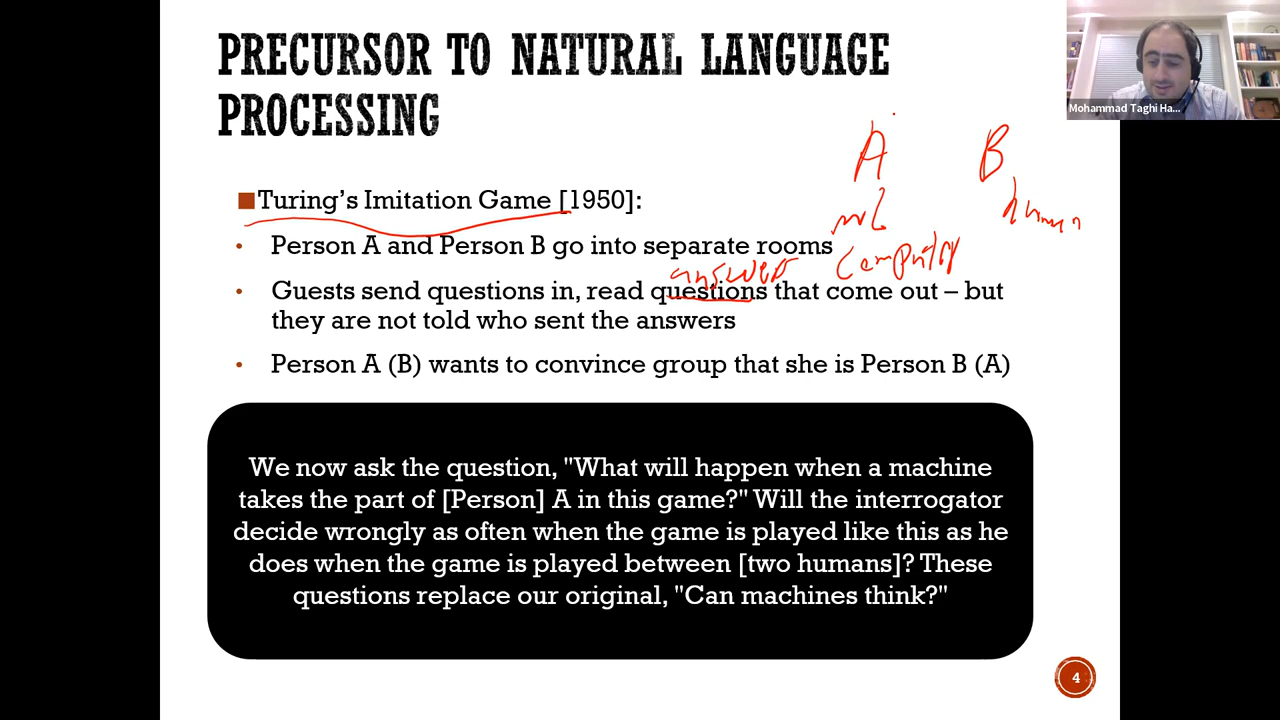 PRECURSOR TO NATURAL LANGUAGE
PROCESSING
Mohammad Taghi Ha...
A B
human
Turing's Imitation Game [1950]:
Person A and Person B go into separate rooms
computer
answer
Guests send questions in, read questions that come out – but
they are not told who sent the answers
Person A (B) wants to convince group that she is Person B (A)
We now ask the question, "What will happen when a machine
takes the part of [Person] A in this game?" Will the interrogator
decide wrongly as often when the game is played like this as he
does when the game is played between [two humans]? These
questions replace our original, "Can machines think?"
4